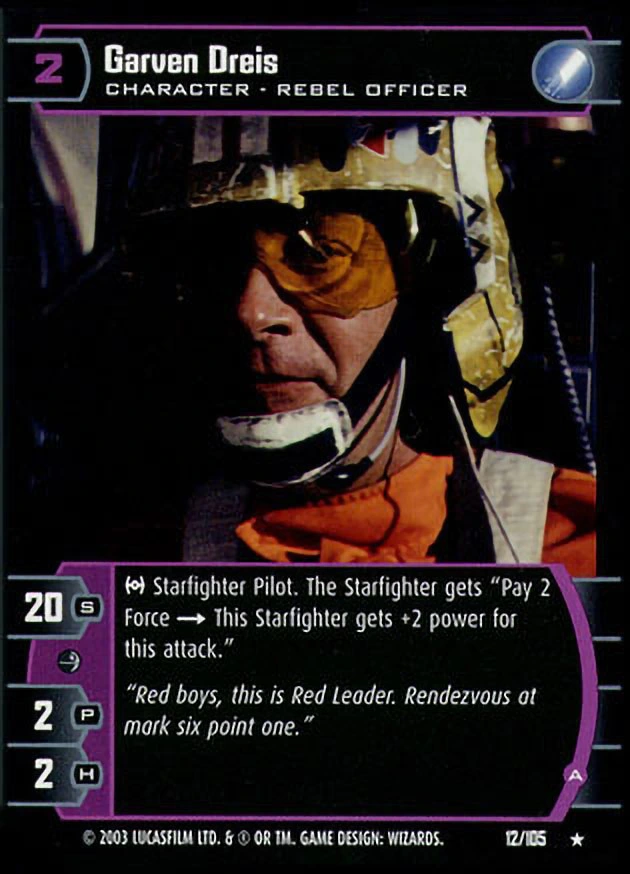 2
Garven Dreis
CHARACTER - REBEL OFFICER
20 S
Starfighter Pilot. The Starfighter gets “Pay 2
Force → This Starfighter gets +2 power for
this attack.”
“Red boys, this is Red Leader. Rendezvous at
mark six point one.”
2 P
2 H
A
© 2003 LUCASFILM LTD. & ® OR TM. GAME DESIGN: WIZARDS.
12/105 ★